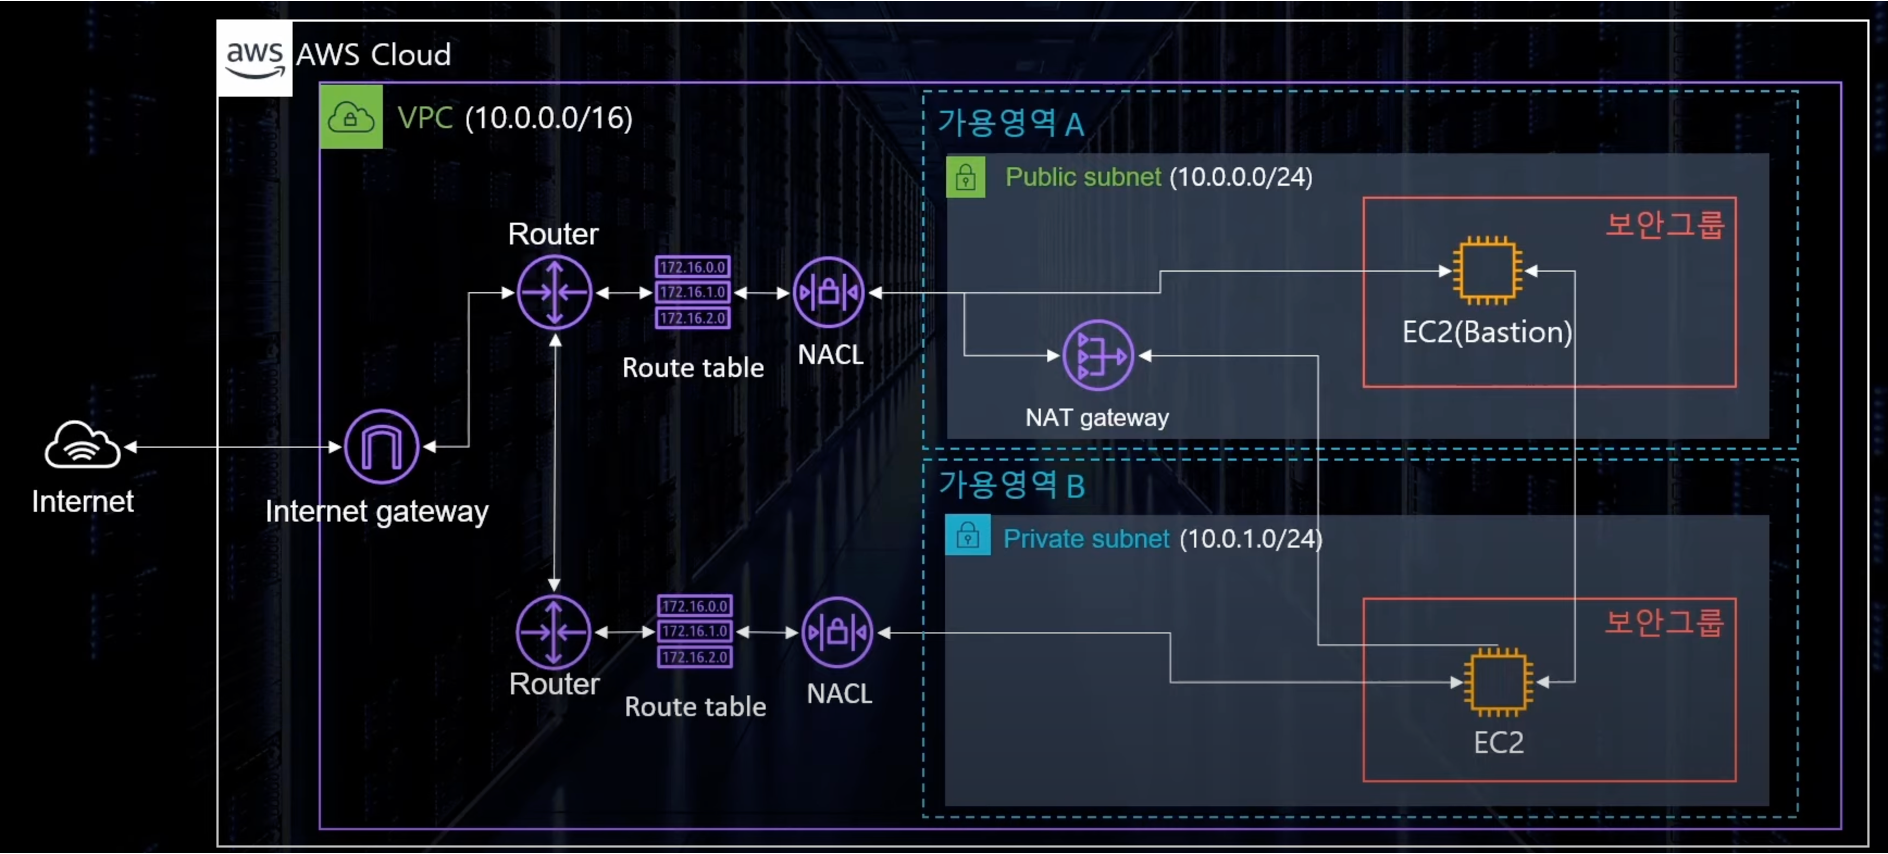 aws AWS Cloud
VPC (10.0.0.0/16)
가용영역 A
Public subnet (10.0.0.0/24)
보안그룹
Router
172.16.0.0
172.16.1.0
172.16.2.0
Route table
NACL
EC2(Bastion)
NAT gateway
Internet
Internet gateway
가용영역 B
Private subnet (10.0.1.0/24)
보안그룹
Router
172.16.0.0
172.16.1.0
172.16.2.0
Route table
NACL
EC2